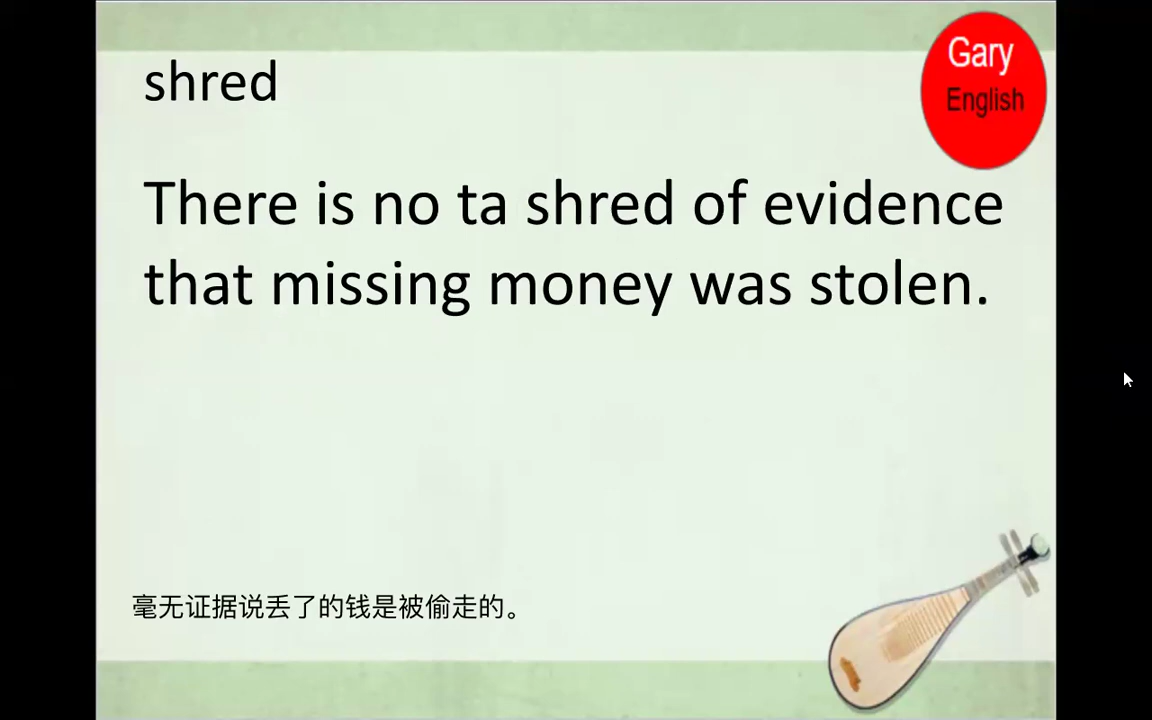 shred
Gary
English
There is no ta shred of evidence
that missing money was stolen.
毫无证据说丢了的钱是被偷走的。